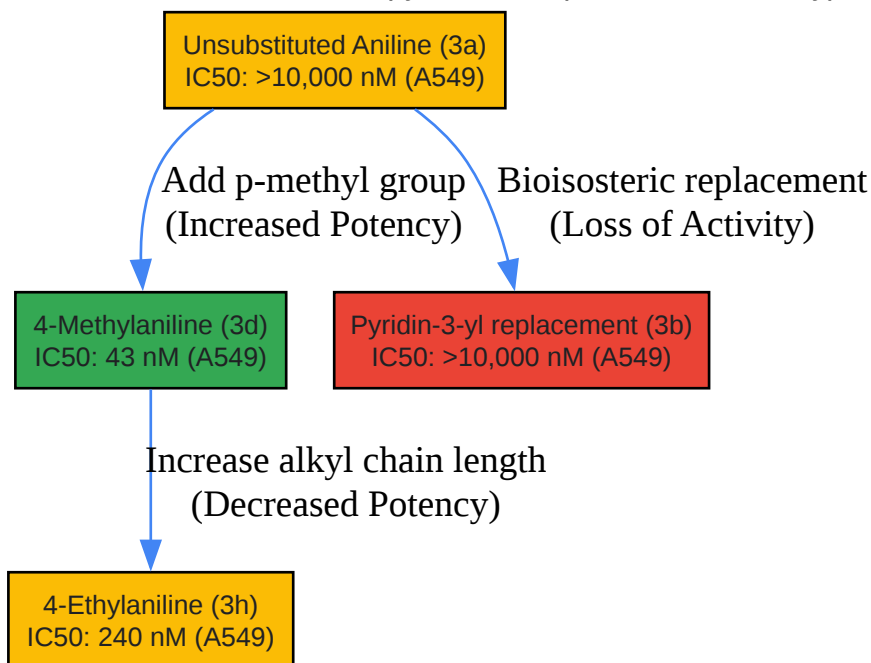 Unsubstituted Aniline (3a)
IC50: >10,000 nM (A549)
Add p-methyl group
(Increased Potency)
Bioisosteric replacement
(Loss of Activity)
4-Methylaniline (3d)
IC50: 43 nM (A549)
Pyridin-3-yl replacement (3b)
IC50: >10,000 nM (A549)
Increase alkyl chain length
(Decreased Potency)
4-Ethylaniline (3h)
IC50: 240 nM (A549)